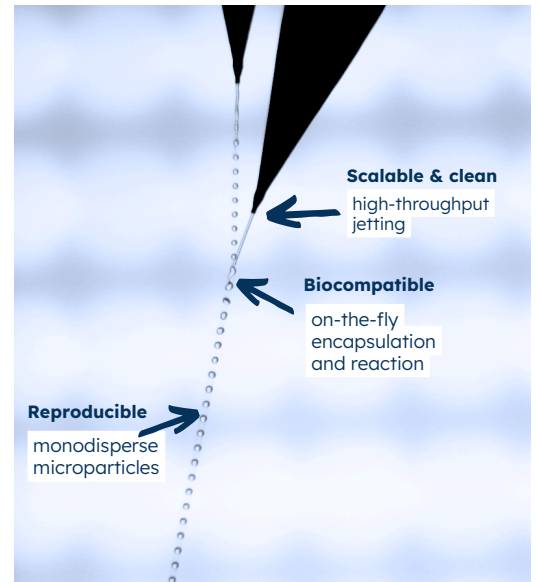 Scalable & clean
high-throughput
jetting
Biocompatible
on-the-fly
encapsulation
and reaction
Reproducible
monodisperse
microparticles